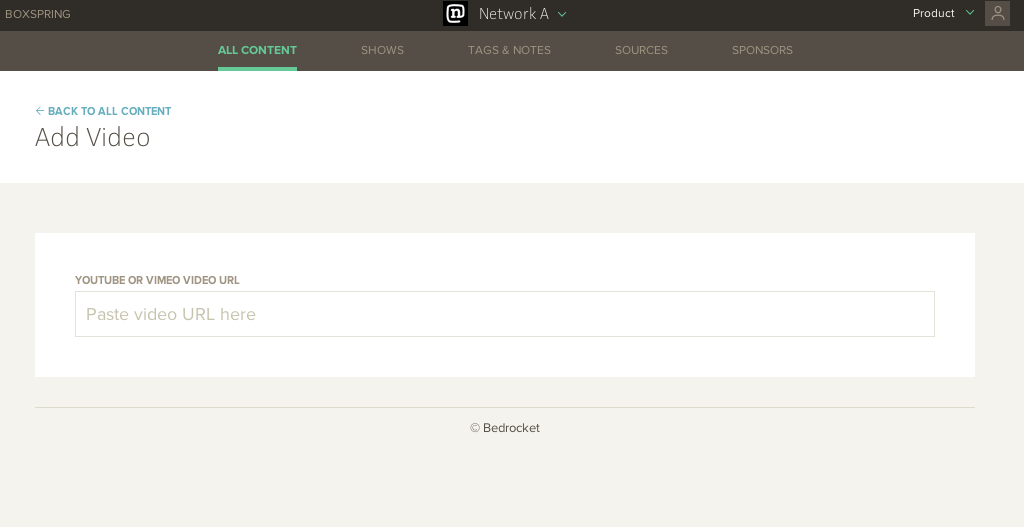 BOXSPRING
Network A
Product
ALL CONTENT
SHOWS
TAGS & NOTES
SOURCES
SPONSORS
← BACK TO ALL CONTENT
Add Video
YOUTUBE OR VIMEO VIDEO URL
Paste video URL here
© Bedrocket